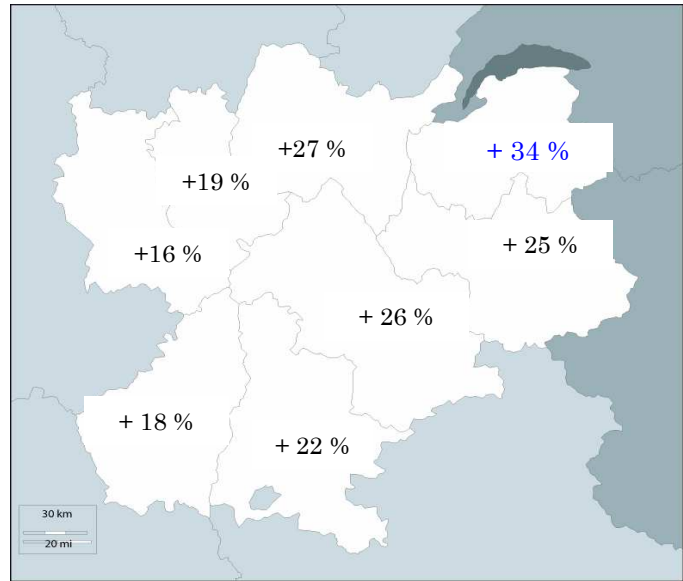 +27 %
+ 34 %
+19 %
+16 %
+ 25 %
+ 26 %
+ 18 %
+ 22 %
30 km
20 mi